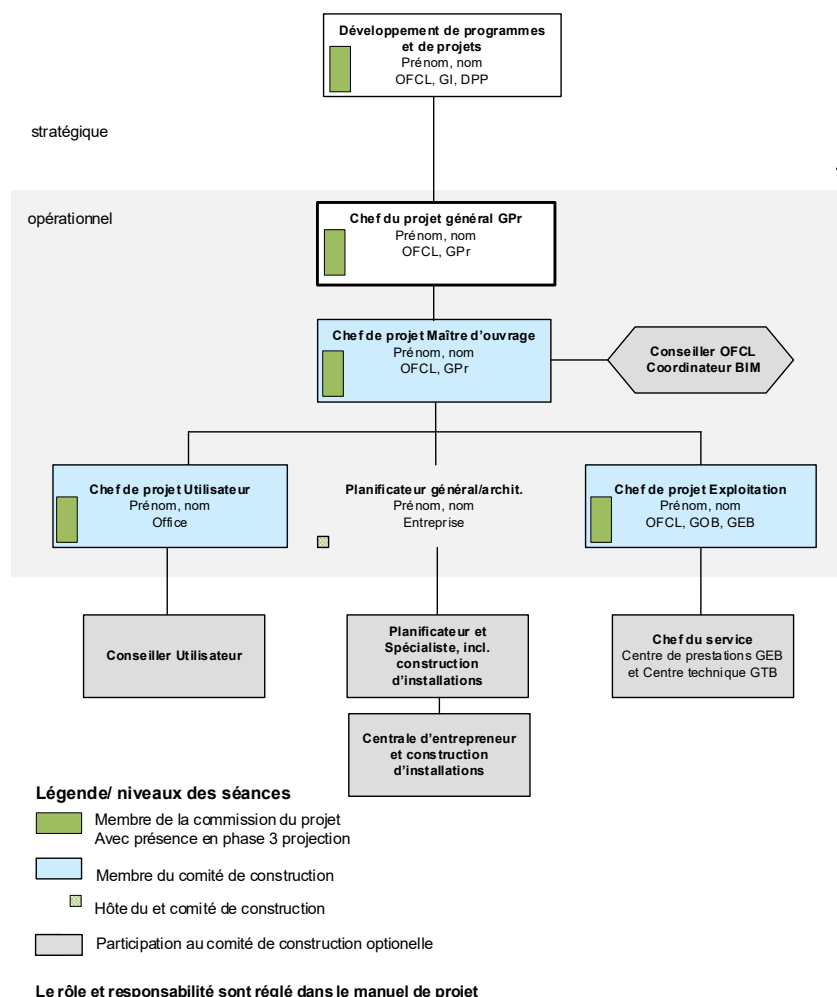 Développement de programmes
et de projets
Prénom, nom
OFCL, GI, DPP
stratégique
opérationnel
Chef du projet général GPr
Prénom, nom
OFCL, GPr
Chef de projet Maître d’ouvrage
Prénom, nom
OFCL, GPr
Conseiller OFCL
Coordinateur BIM
Chef de projet Utilisateur
Prénom, nom
Office
Planificateur général/archit.
Prénom, nom
Entreprise
Chef de projet Exploitation
Prénom, nom
OFCL, GOB, GEB
Conseiller Utilisateur
Planificateur et
Spécialiste, incl.
construction
d’installations
Chef du service
Centre de prestations GEB
et Centre technique GTB
Centrale d’entrepreneur
et construction
d’installations
Légende/ niveaux des séances
Membre de la commission du projet
Avec présence en phase 3 projection
Membre du comité de construction
Hôte du et comité de construction
Participation au comité de construction optionelle
Le rôle et responsabilité sont réglé dans le manuel de projet